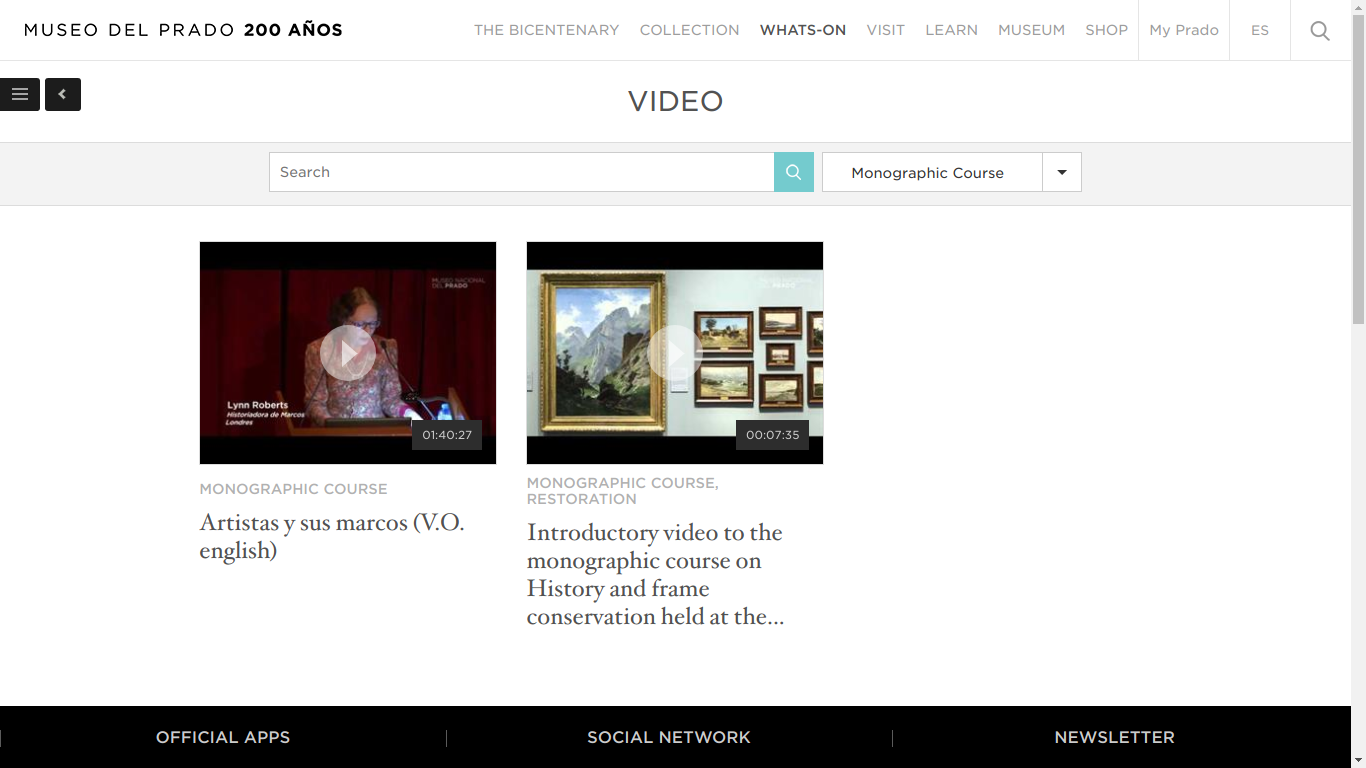 MUSEO DEL PRADO 200 AÑOS
THE BICENTENARY COLLECTION WHATS-ON VISIT LEARN MUSEUM SHOP My Prado ES
VIDEO
Search
Monographic Course
MUSEO NACIONAL
DEL PRADO
Lynn Roberts
Historiadora de Marcos
Londres
01:40:27
MUSEO NACIONAL
DEL PRADO
00:07:35
MONOGRAPHIC COURSE
Artistas y sus marcos (V.O.
english)
MONOGRAPHIC COURSE,
RESTORATION
Introductory video to the
monographic course on
History and frame
conservation held at the...
OFFICIAL APPS
SOCIAL NETWORK
NEWSLETTER